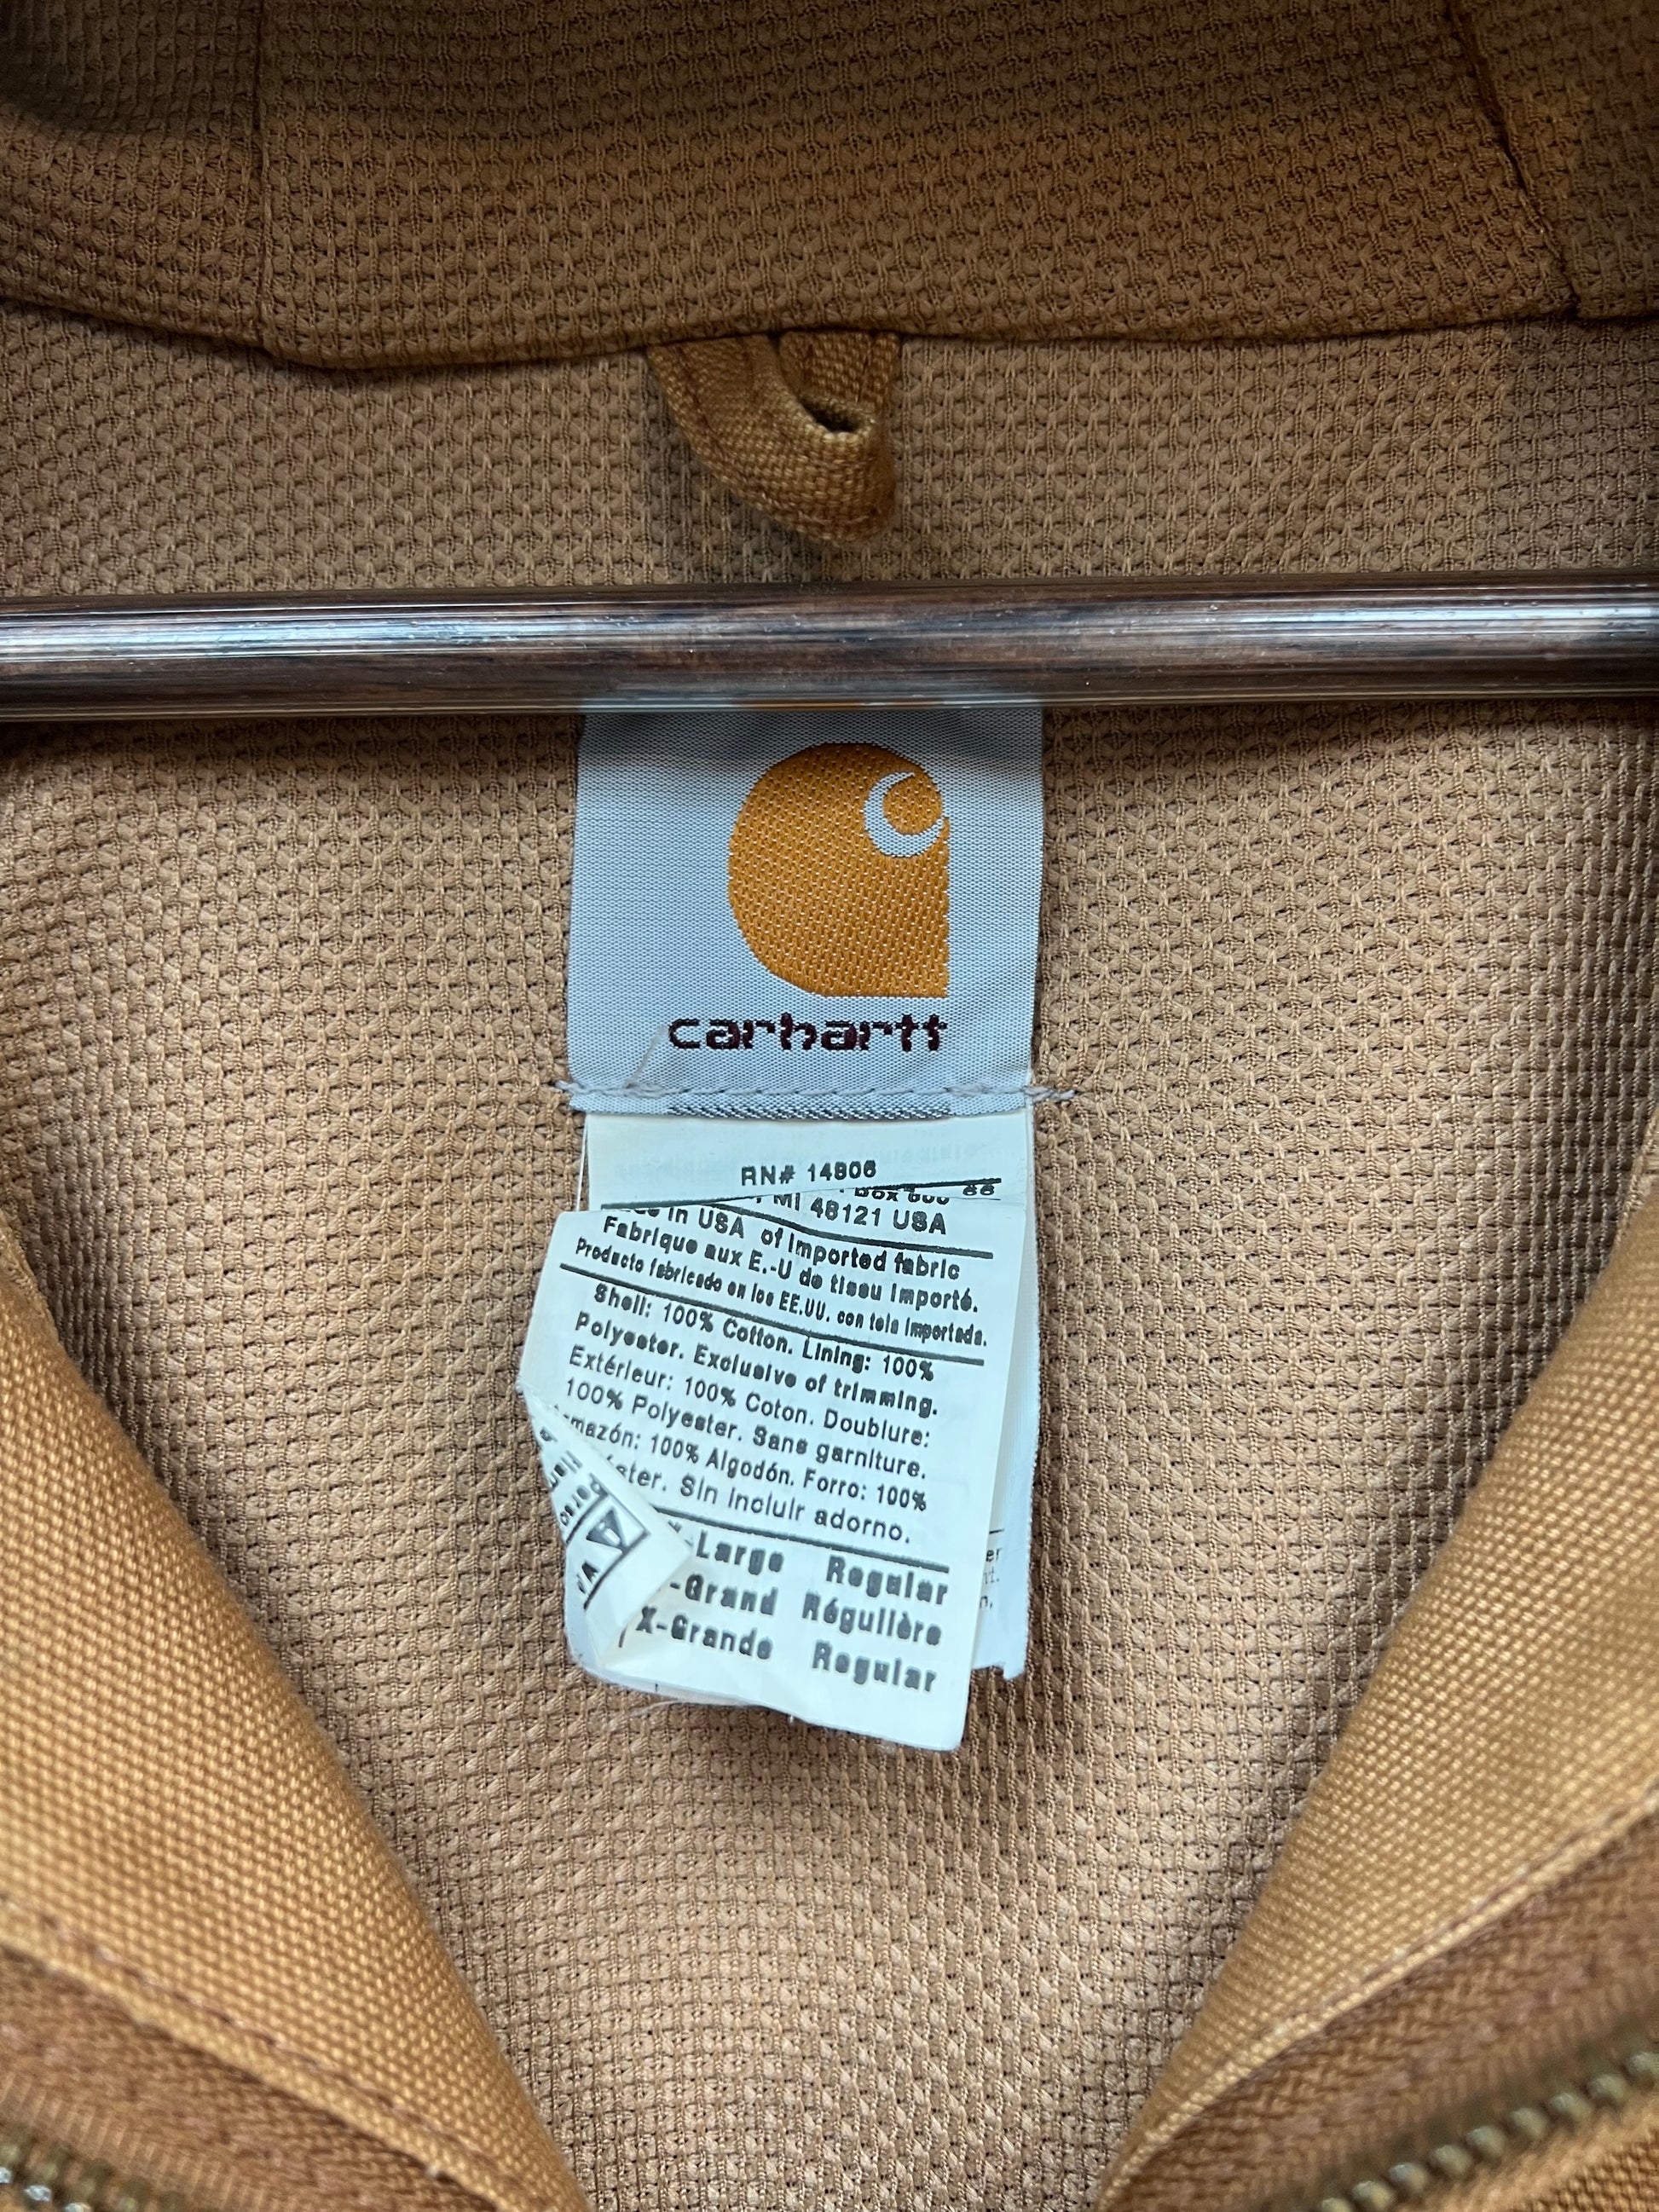 carhartt
RN# 14806
MI 48121 USA
in USA of imported fabric
Fabrique aux E.-U de tissu importé.
Producto fabricado en los EE.UU. con tela importada.
Shell: 100% Cotton. Lining: 100%
Polyester. Exclusive of trimming.
Extérieur: 100% Coton. Doublure:
100% Polyester. Sans garniture.
100% Algodón. Forro: 100%
Sin incluir adorno.
-Large Regular
-Grand Régulière
X-Grande Regular